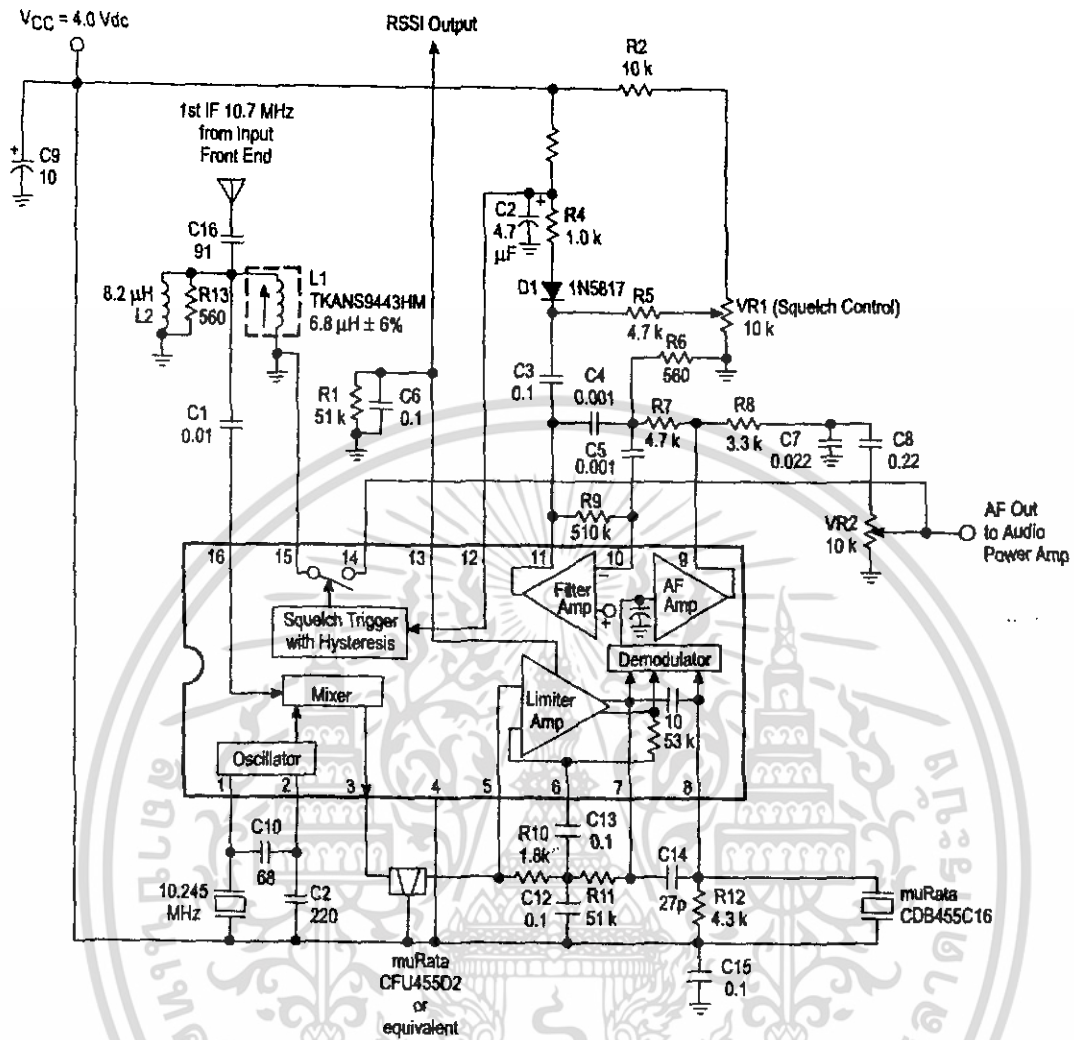 VCC = 4.0 Vdc
RSSI Output
R2
10 k
1st IF 10.7 MHz
from Input
Front End
+
C9
10
C16
91
C2
4.7
µF
+
R4
1.0 k
8.2 µH
L2
R13
560
L1
TKANS9443HM
6.8 µH ± 6%
D1
1N5817
R5
4.7 k
VR1 (Squelch Control)
10 k
R6
560
C3
0.1
C4
0.001
R7
4.7 k
R8
3.3 k
R1
51 k
C6
0.1
C1
0.01
C5
0.001
C7
0.022
C8
0.22
R9
510 k
VR2
10 k
AF Out
to Audio
Power Amp
16
15
14
13
12
11
10
9
Filter
Amp
−
+
AF
Amp
Squelch Trigger
with Hysteresis
Demodulator
Mixer
Limiter
Amp
10
53 k
Oscillator
1
2
3
4
5
6
7
8
C10
68
C13
0.1
R10
1.8k
C14
27p
10.245
MHz
C2
220
C12
0.1
R11
51 k
R12
4.3 k
muRata
CDB455C16
muRata
CFU455D2
or
equivalent
C15
0.1